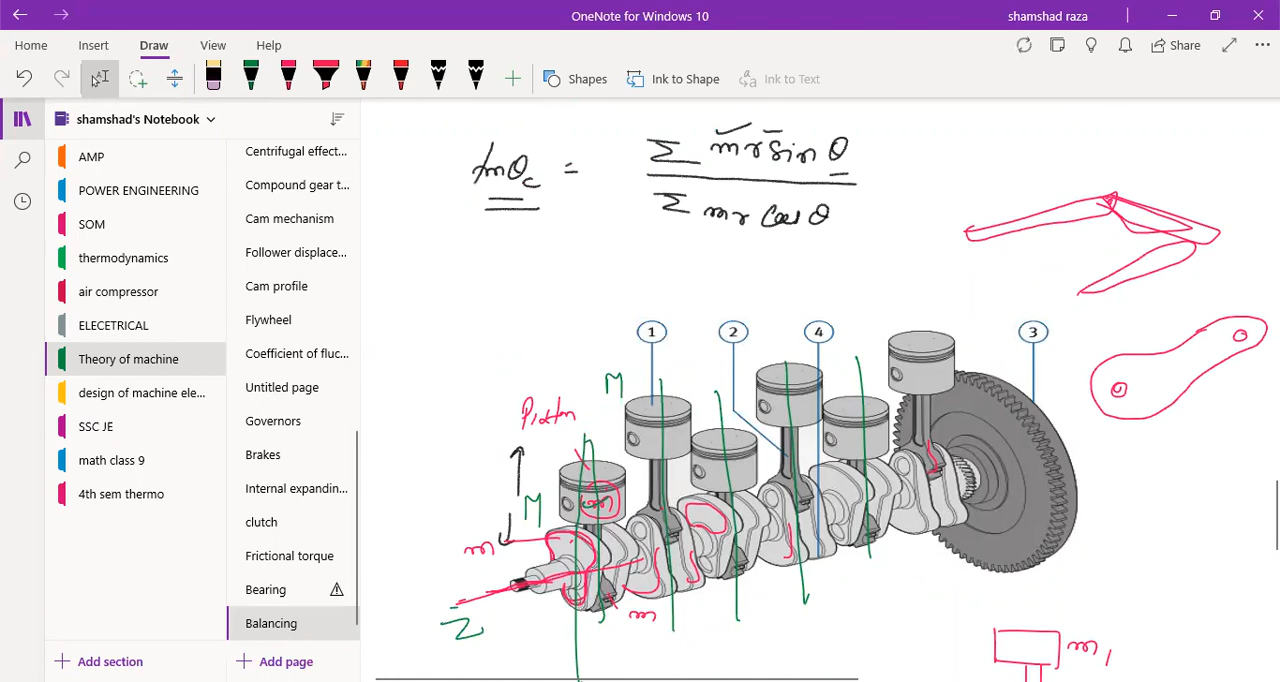 OneNote for Windows 10
shamshad raza
Home
Insert
Draw
View
Help
Share
Shapes
Ink to Shape
Ink to Text
shamshad's Notebook
AMP
POWER ENGINEERING
SOM
thermodynamics
air compressor
ELECETRICAL
Theory of machine
design of machine ele...
SSC JE
math class 9
4th sem thermo
Add section
Centrifugal effect...
Compound gear t...
Cam mechanism
Follower displace...
Cam profile
Flywheel
Coefficient of fluc...
Untitled page
Governors
Brakes
Internal expandin...
clutch
Frictional torque
Bearing
Balancing
Add page
tanθc = Σ mr sin θ
Σ mr cos θ
1
2
4
3
M
Piston
m
M
m
m
Z
m1